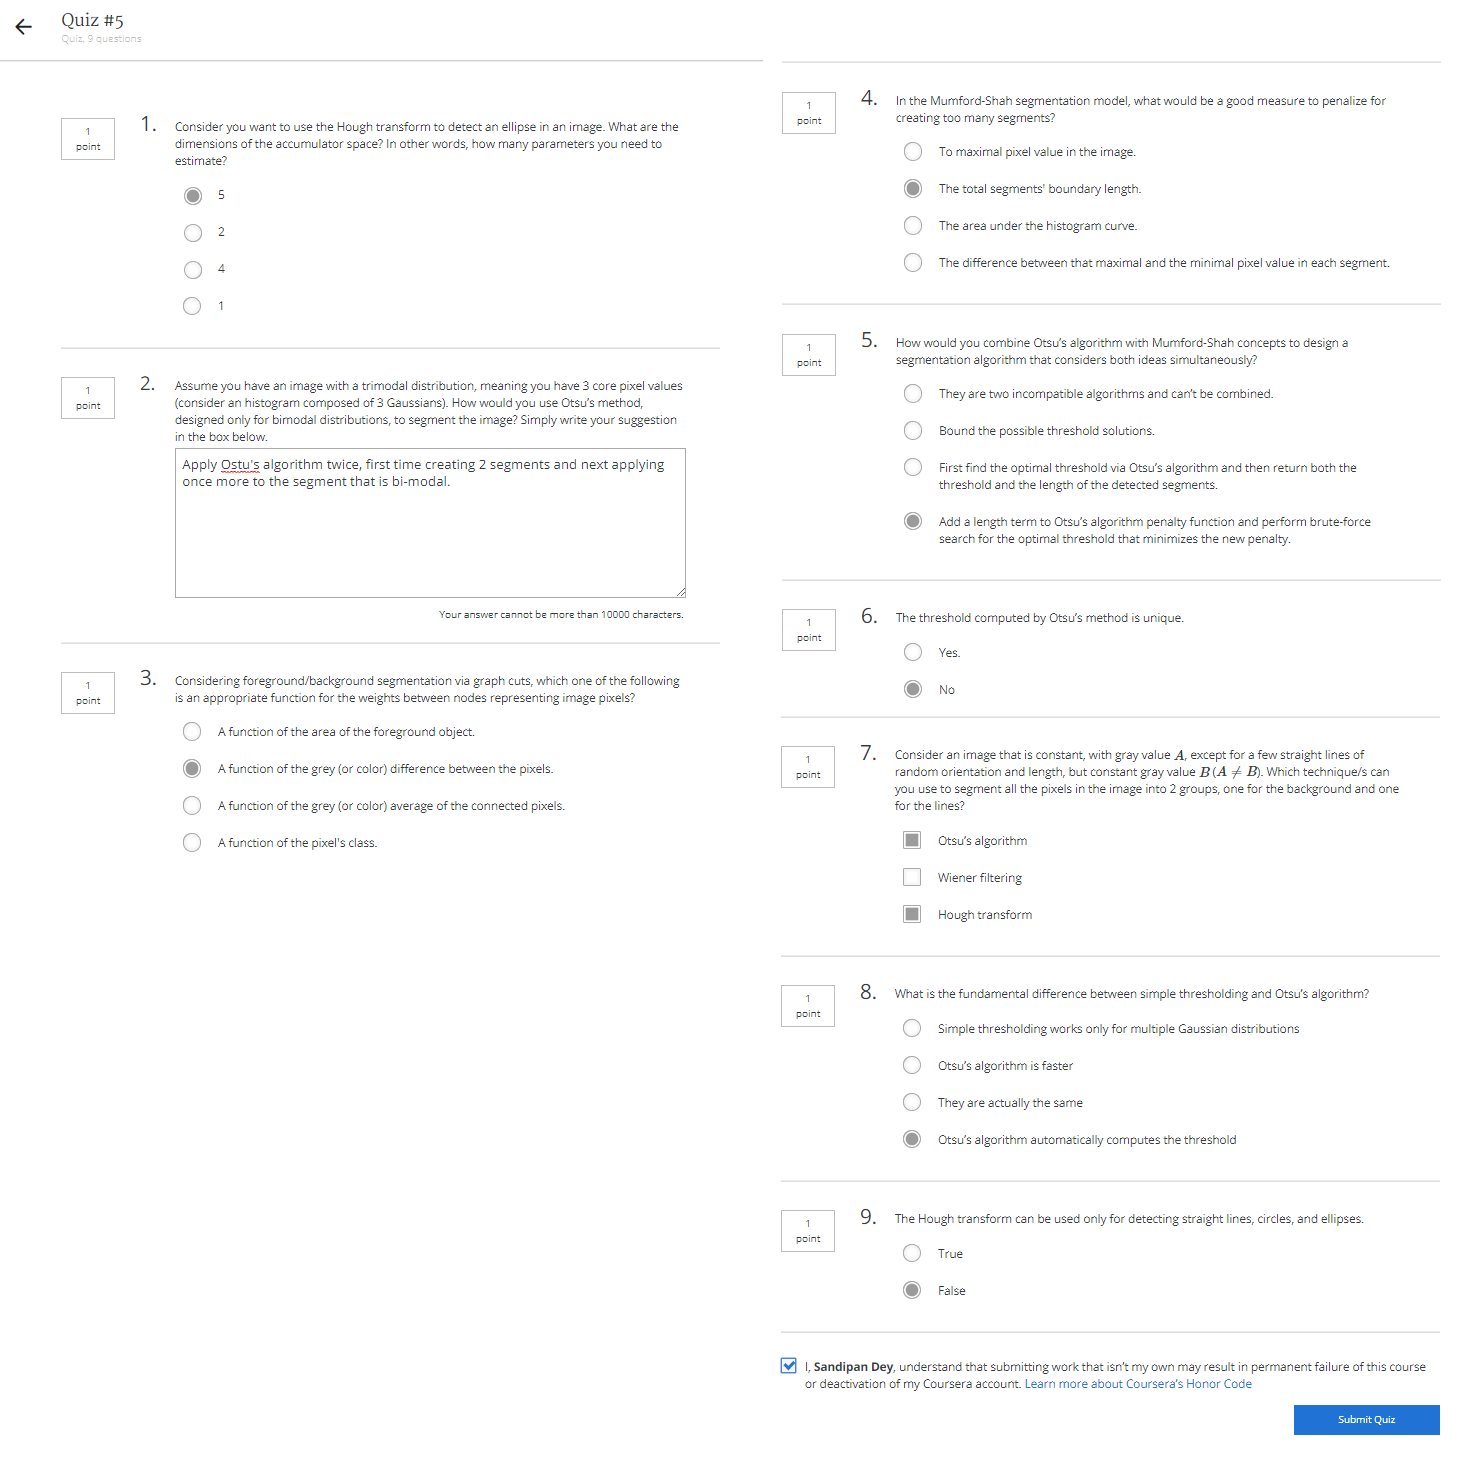 Quiz #5
Quiz, 9 questions
1
point
1.
Consider you want to use the Hough transform to detect an ellipse in an image. What are the
dimensions of the accumulator space? In other words, how many parameters you need to
estimate?
5
2
4
1
1
point
2.
Assume you have an image with a trimodal distribution, meaning you have 3 core pixel values
(consider an histogram composed of 3 Gaussians). How would you use Otsu's method,
designed only for bimodal distributions, to segment the image? Simply write your suggestion
in the box below.
Apply Ostu's algorithm twice, first time creating 2 segments and next applying
once more to the segment that is bi-modal.
Your answer cannot be more than 10000 characters.
1
point
3.
Considering foreground/background segmentation via graph cuts, which one of the following
is an appropriate function for the weights between nodes representing image pixels?
A function of the area of the foreground object.
A function of the grey (or color) difference between the pixels.
A function of the grey (or color) average of the connected pixels.
A function of the pixel's class.
1
point
4.
In the Mumford-Shah segmentation model, what would be a good measure to penalize for
creating too many segments?
To maximal pixel value in the image.
The total segments' boundary length.
The area under the histogram curve.
The difference between that maximal and the minimal pixel value in each segment.
1
point
5.
How would you combine Otsu's algorithm with Mumford-Shah concepts to design a
segmentation algorithm that considers both ideas simultaneously?
They are two incompatible algorithms and can't be combined.
Bound the possible threshold solutions.
First find the optimal threshold via Otsu's algorithm and then return both the
threshold and the length of the detected segments.
Add a length term to Otsu's algorithm penalty function and perform brute-force
search for the optimal threshold that minimizes the new penalty.
1
point
6.
The threshold computed by Otsu's method is unique.
Yes.
No
1
point
7.
Consider an image that is constant, with gray value A, except for a few straight lines of
random orientation and length, but constant gray value B (A ≠ B). Which technique/s can
you use to segment all the pixels in the image into 2 groups, one for the background and one
for the lines?
Otsu's algorithm
Wiener filtering
Hough transform
1
point
8.
What is the fundamental difference between simple thresholding and Otsu's algorithm?
Simple thresholding works only for multiple Gaussian distributions
Otsu's algorithm is faster
They are actually the same
Otsu's algorithm automatically computes the threshold
1
point
9.
The Hough transform can be used only for detecting straight lines, circles, and ellipses.
True
False
I, Sandipan Dey, understand that submitting work that isn't my own may result in permanent failure of this course
or deactivation of my Coursera account. Learn more about Coursera's Honor Code
Submit Quiz